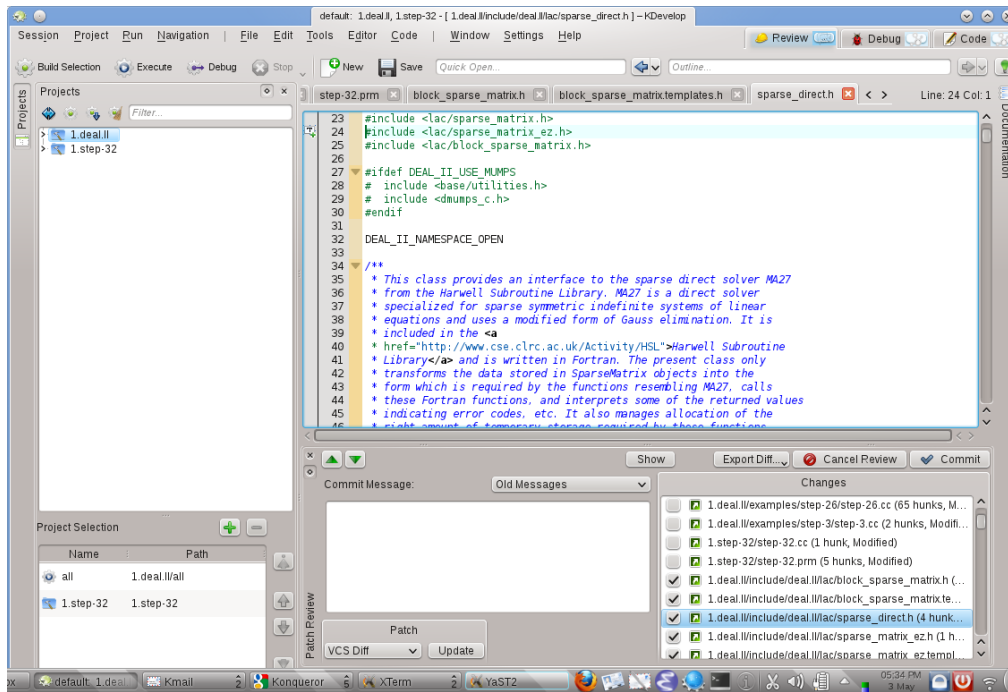 default: 1.deal.II, 1.step-32 - [ 1.deal.II/include/deal.II/lac/sparse_direct.h ] – KDevelop
Session Project Run Navigation File Edit Tools Editor Code Window Settings Help
Review Debug Code
Build Selection Execute Debug Stop New Save Quick Open... Outline...
Projects
Projects
Filter...
1.deal.II
1.step-32
step-32.prm block_sparse_matrix.h block_sparse_matrix.templates.h sparse_direct.h Line: 24 Col: 1
Documentation
23 #include <lac/sparse_matrix.h>
24 #include <lac/sparse_matrix_ez.h>
25 #include <lac/block_sparse_matrix.h>
26
27 #ifdef DEAL_II_USE_MUMPS
28 # include <base/utilities.h>
29 # include <dmumps_c.h>
30 #endif
31
32 DEAL_II_NAMESPACE_OPEN
33
34 /**
35 * This class provides an interface to the sparse direct solver MA27
36 * from the Harwell Subroutine Library. MA27 is a direct solver
37 * specialized for sparse symmetric indefinite systems of linear
38 * equations and uses a modified form of Gauss elimination. It is
39 * included in the <a
40 * href="http://www.cse.clrc.ac.uk/Activity/HSL">Harwell Subroutine
41 * Library</a> and is written in Fortran. The present class only
42 * transforms the data stored in SparseMatrix objects into the
43 * form which is required by the functions resembling MA27, calls
44 * these Fortran functions, and interprets some of the returned values
45 * indicating error codes, etc. It also manages allocation of the
46 * right amount of temporary storage required by these functions.
Project Selection
Name Path
all 1.deal.II/all
1.step-32 1.step-32
Patch Review
Show Export Diff... Cancel Review Commit
Commit Message: Old Messages
Changes
1.deal.II/examples/step-26/step-26.cc (65 hunks, M...
1.deal.II/examples/step-3/step-3.cc (2 hunks, Modifi...
1.step-32/step-32.cc (1 hunk, Modified)
1.step-32/step-32.prm (5 hunks, Modified)
1.deal.II/include/deal.II/lac/block_sparse_matrix.h (...
1.deal.II/include/deal.II/lac/block_sparse_matrix.te...
1.deal.II/include/deal.II/lac/sparse_direct.h (4 hunk...
1.deal.II/include/deal.II/lac/sparse_matrix_ez.h (1 h...
1.deal.II/include/deal.II/lac/sparse_matrix_ez.templ...
Patch
VCS Diff Update
default: 1.deal Kmail 2 Konqueror 6 XTerm 2 YaST2 05:34 PM
3 May